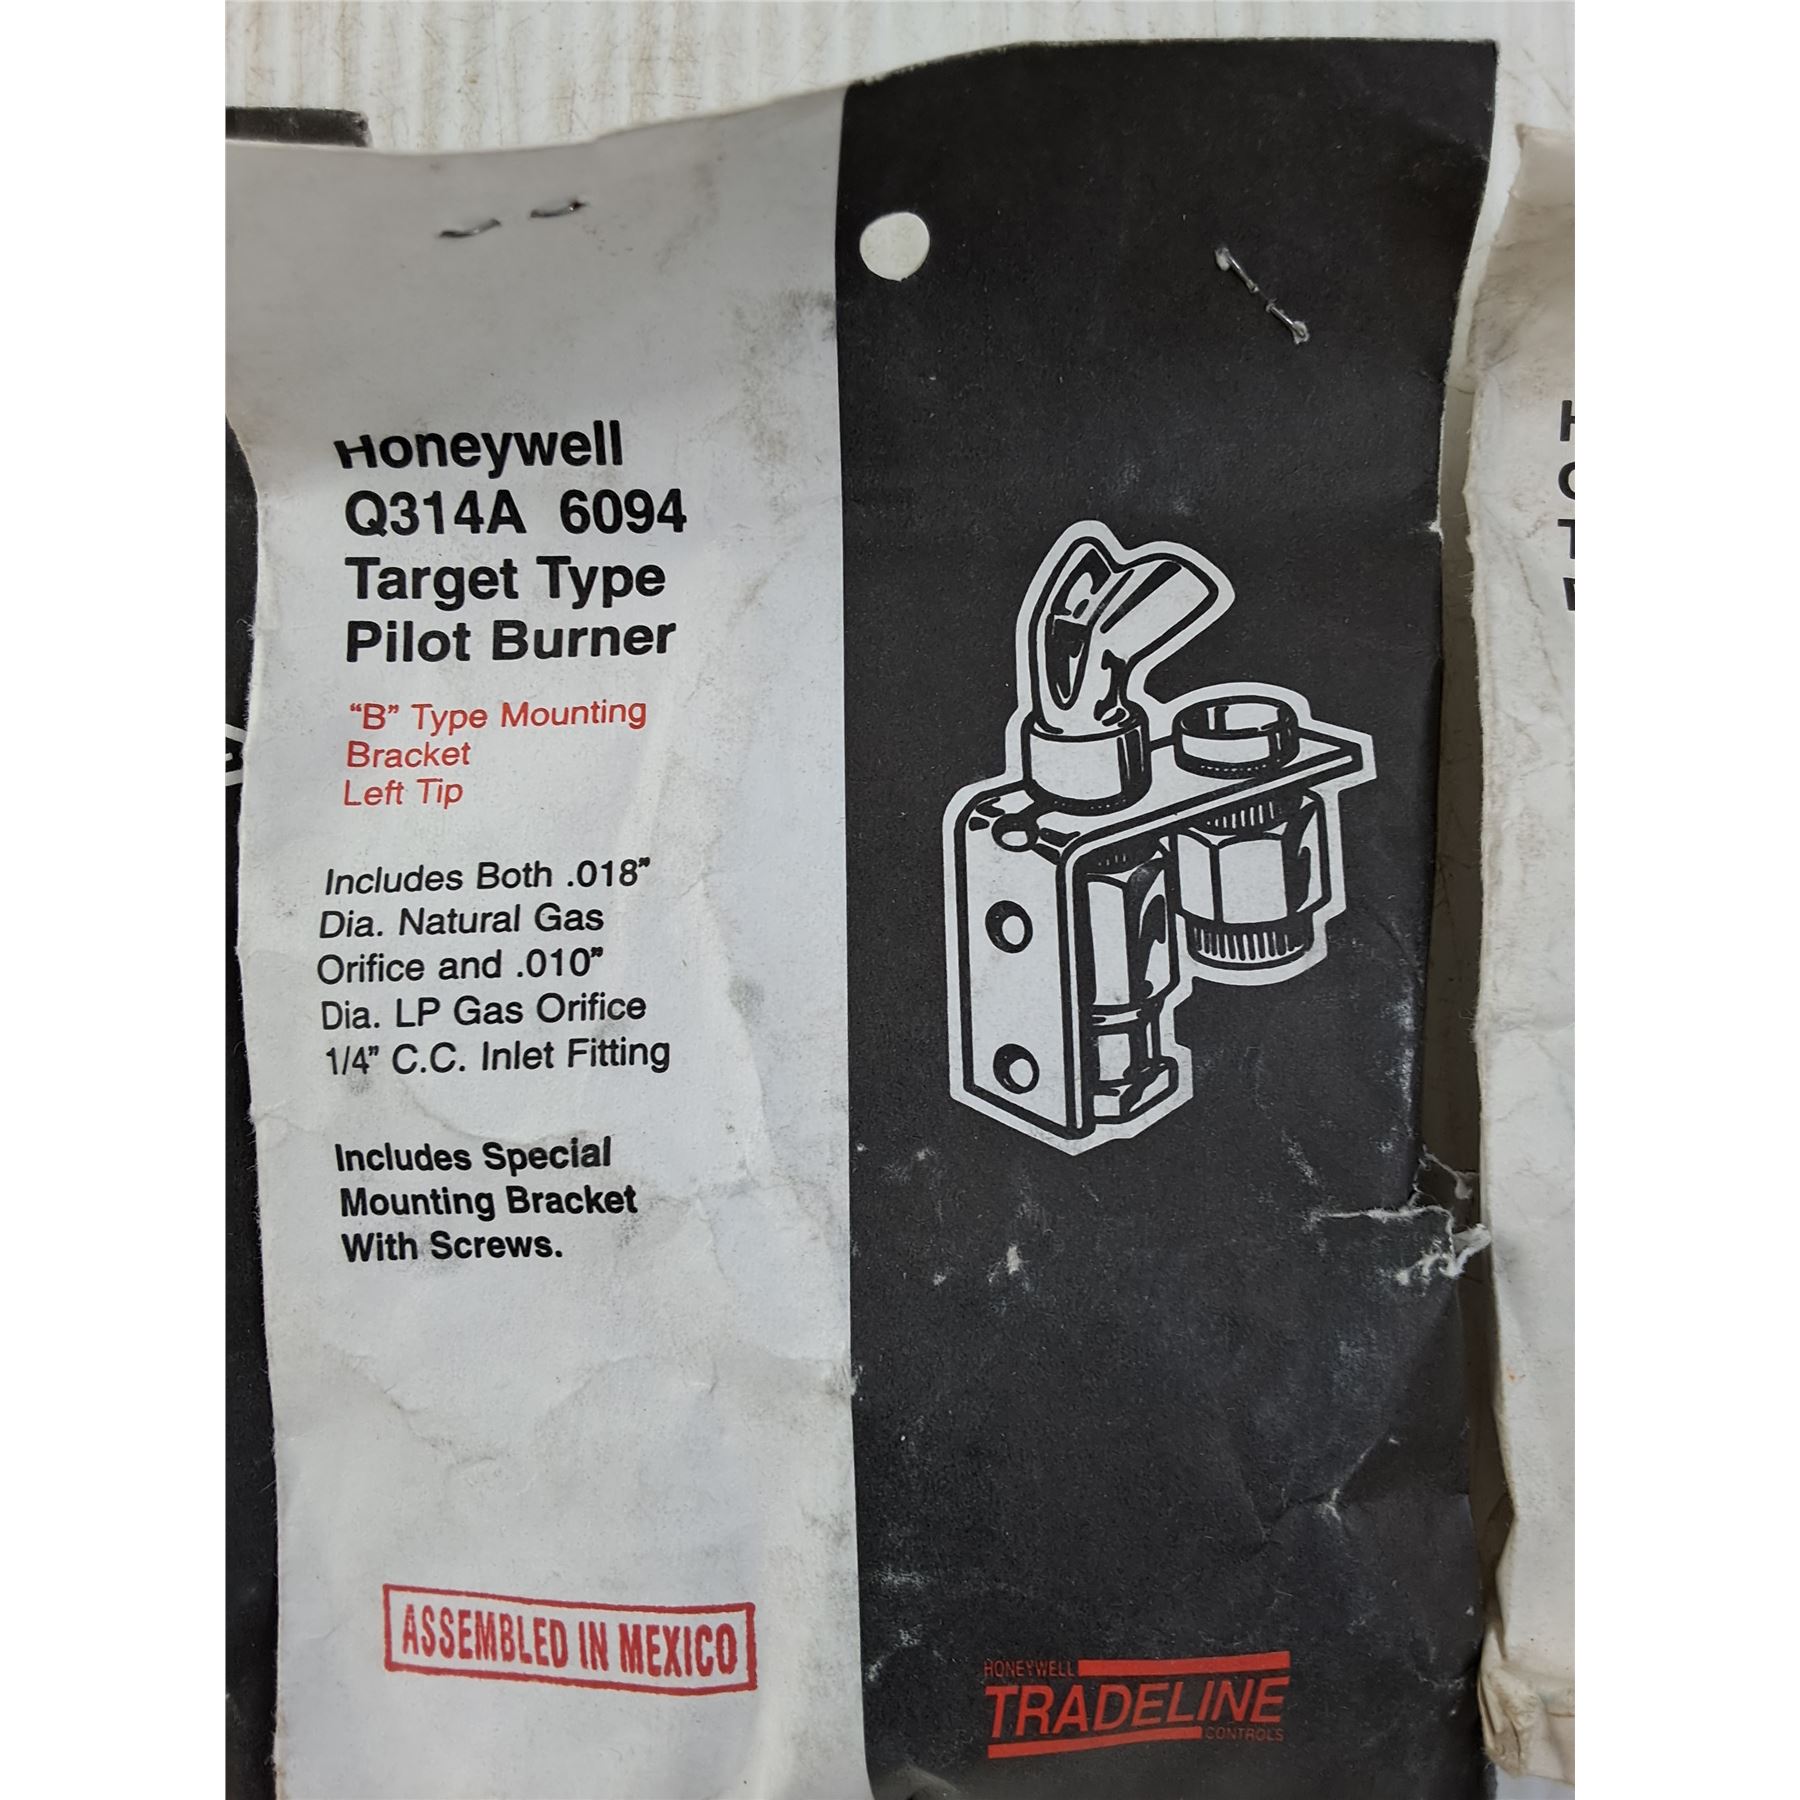 Honeywell
Q314A 6094
Target Type
Pilot Burner
“B” Type Mounting
Bracket
Left Tip
Includes Both .018”
Dia. Natural Gas
Orifice and .010”
Dia. LP Gas Orifice
1/4” C.C. Inlet Fitting
Includes Special
Mounting Bracket
With Screws.
ASSEMBLED IN MEXICO
HONEYWELL
TRADELINE
CONTROLS